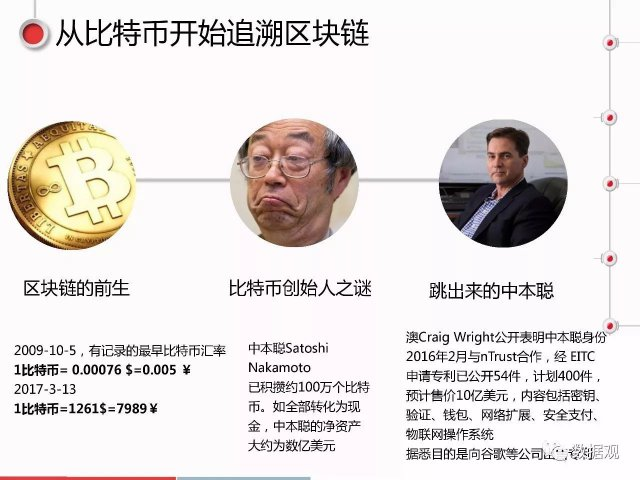 从比特币开始追溯区块链
LIBERTAS
AEQUITAS
区块链的前生
比特币创始人之谜
跳出来的中本聪
2009-10-5，有记录的最早比特币汇率
1比特币= 0.00076 $=0.005 ￥
2017-3-13
1比特币=1261$=7989￥
中本聪Satoshi
Nakamoto
已积攒约100万个比特
币。如全部转化为现
金，中本聪的净资产
大约为数亿美元
澳Craig Wright公开表明中本聪身份
2016年2月与nTrust合作，经 EITC
申请专利已公开54件，计划400件，
预计售价10亿美元，内容包括密钥、
验证、钱包、网络扩展、安全支付、
物联网操作系统
据悉目的是向谷歌等公司出
数据观